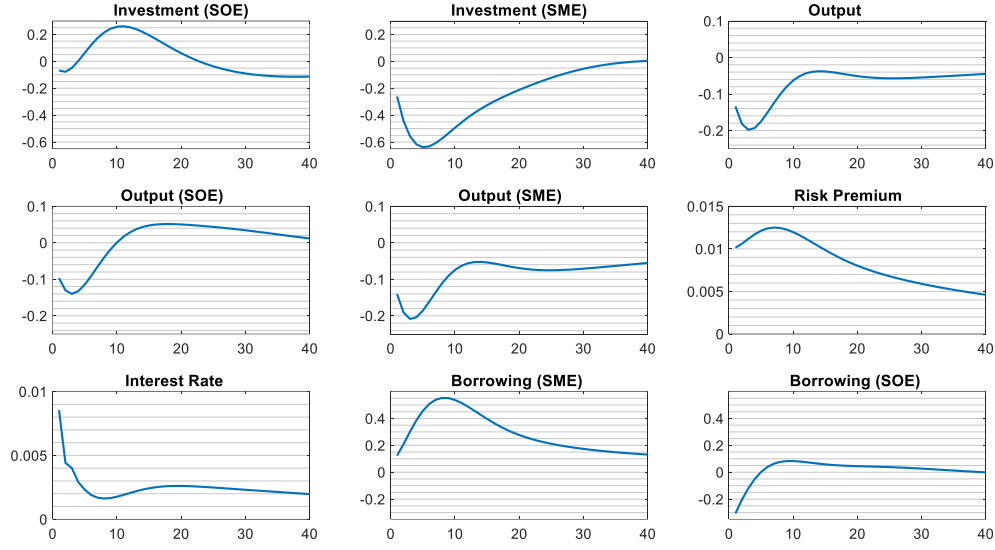 Investment (SOE)
Investment (SME)
Output
0.2
0
-0.2
-0.4
-0.6
0 10 20 30 40
0.2
0
-0.2
-0.4
-0.6
0 10 20 30 40
0.1
0
-0.1
-0.2
0 10 20 30 40
Output (SOE)
Output (SME)
Risk Premium
0.1
0
-0.1
-0.2
0 10 20 30 40
0.1
0
-0.1
-0.2
0 10 20 30 40
0.015
0.01
0.005
0
0 10 20 30 40
Interest Rate
Borrowing (SME)
Borrowing (SOE)
0.01
0.005
0
0 10 20 30 40
0.4
0.2
0
-0.2
0 10 20 30 40
0.4
0.2
0
-0.2
0 10 20 30 40